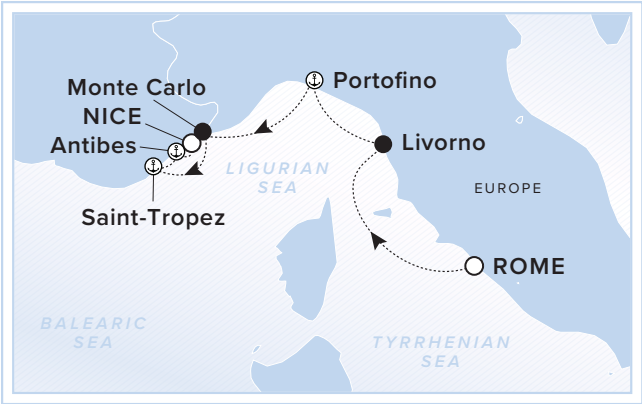 Monte Carlo
Portofino
NICE
Antibes
Livorno
LIGURIAN
SEA
EUROPE
Saint-Tropez
ROME
BALEARIC
SEA
TYRRHENIAN
SEA